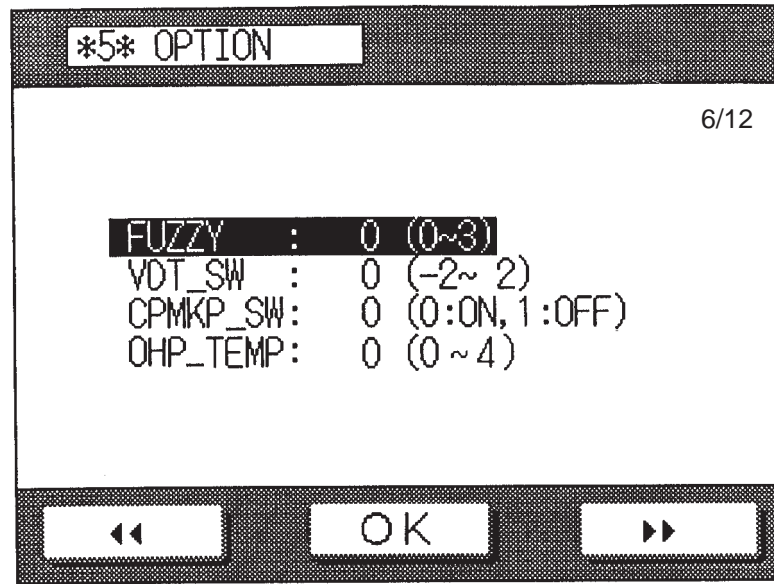 *5* OPTION
6/12
FUZZY : 0 (0~3)
VDT_SW : 0 (-2~ 2)
CPMKP_SW: 0 (0:ON,1:OFF)
OHP_TEMP: 0 (0~4)
OK